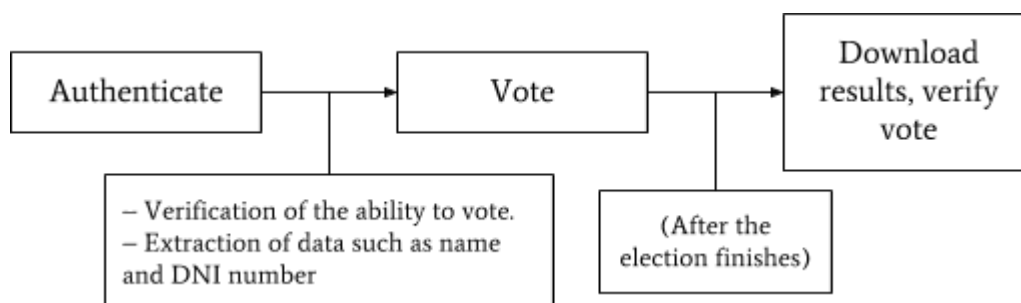 Authenticate
Vote
Download
results, verify
vote
– Verification of the ability to vote.
– Extraction of data such as name
and DNI number
(After the
election finishes)